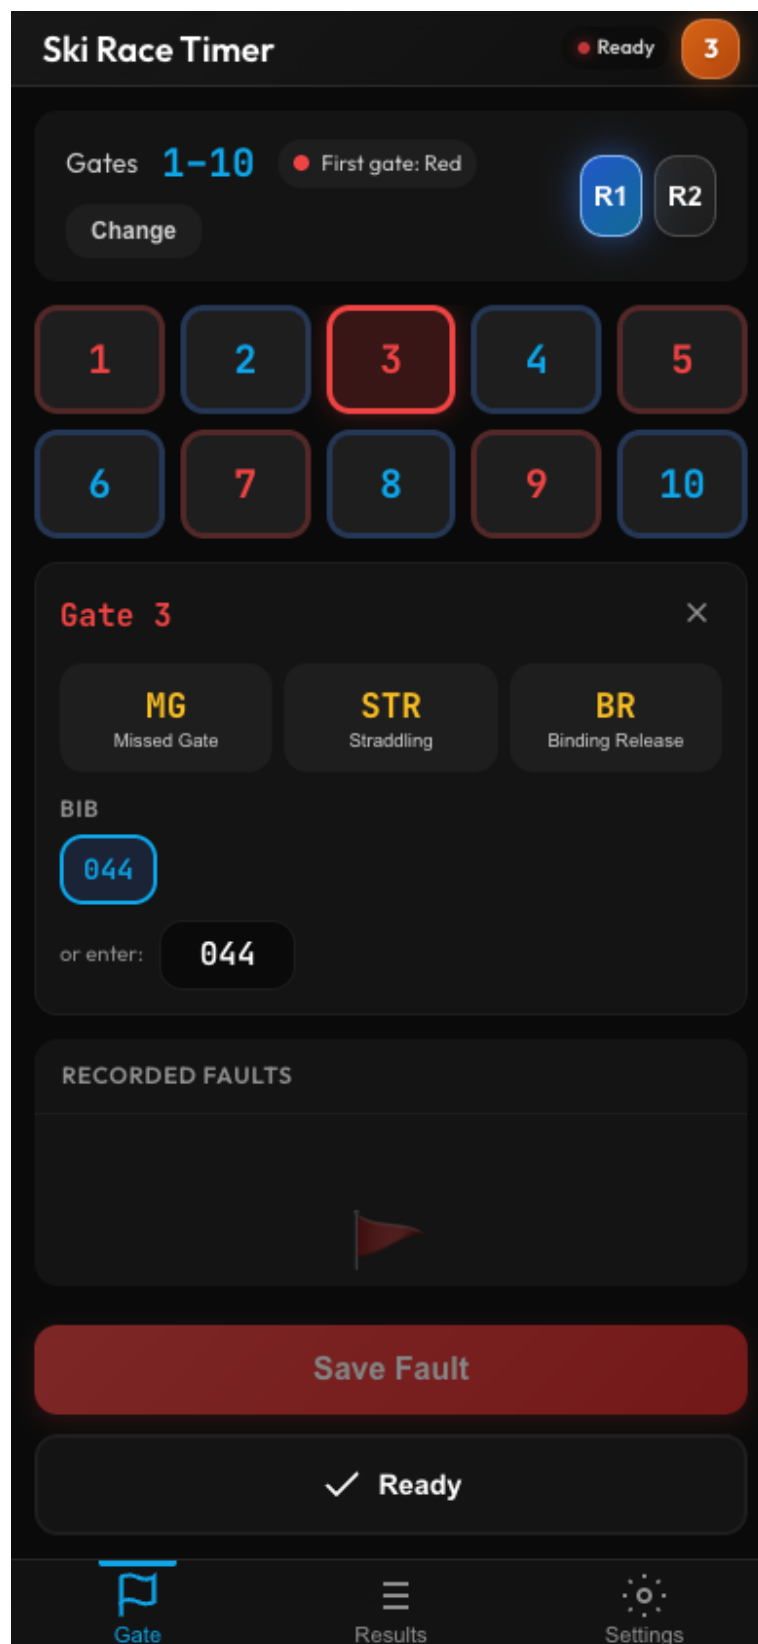 Ski Race Timer Ready 3
Gates 1-10 First gate: Red
R1 R2
Change
1 2 3 4 5
6 7 8 9 10
Gate 3 ×
MG STR BR
Missed Gate Straddling Binding Release
BIB
044
or enter: 044
RECORDED FAULTS
Save Fault
Ready
Gate Results Settings